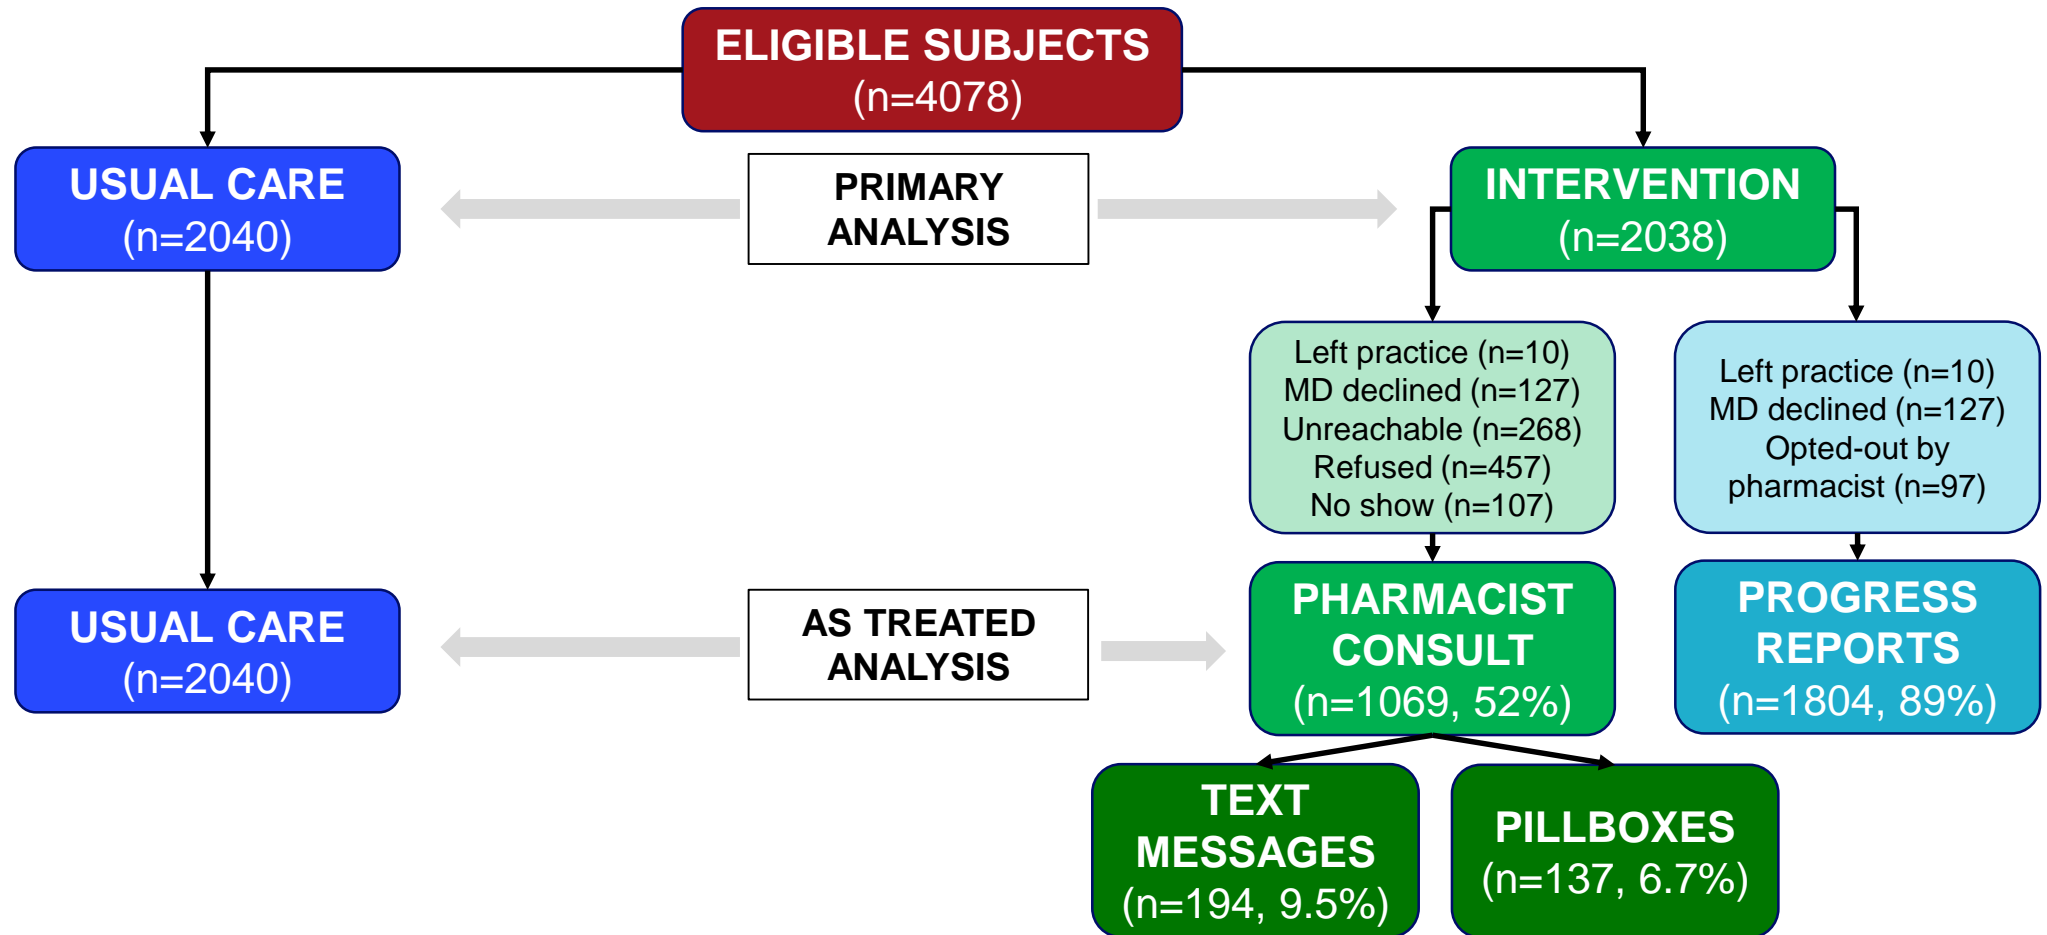 ELIGIBLE SUBJECTS
(n=4078)
USUAL CARE
(n=2040)
PRIMARY
ANALYSIS
INTERVENTION
(n=2038)
Left practice (n=10)
MD declined (n=127)
Unreachable (n=268)
Refused (n=457)
No show (n=107)
Left practice (n=10)
MD declined (n=127)
Opted-out by
pharmacist (n=97)
USUAL CARE
(n=2040)
AS TREATED
ANALYSIS
PHARMACIST
CONSULT
(n=1069, 52%)
PROGRESS
REPORTS
(n=1804, 89%)
TEXT
MESSAGES
(n=194, 9.5%)
PILLBOXES
(n=137, 6.7%)